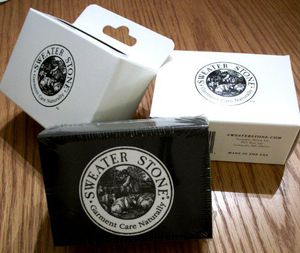 SWEATER STONE
Garment Care Naturally
SWEATER STONE
Garment Care Naturally
SWEATERSTONE.COM
MADE IN THE USA
SWEATER STONE
Garment Care Naturally